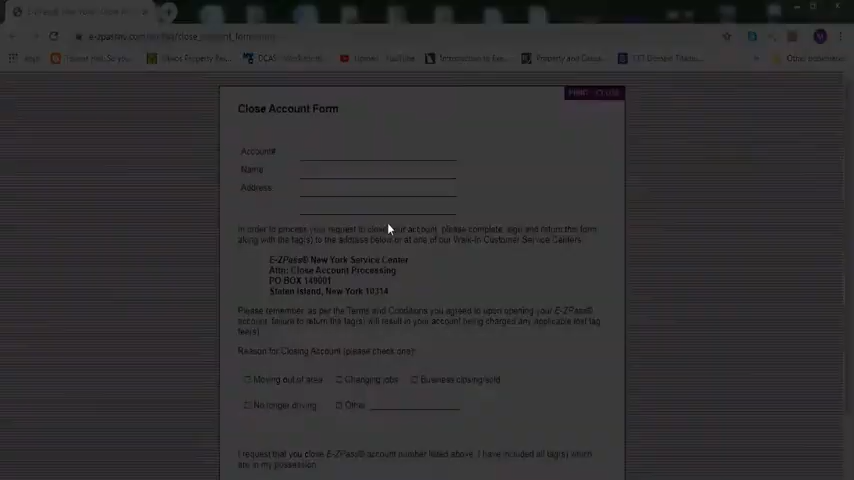 Apps
YouTube
Close Account Form
PRINT CLOSE
Account#
Name
Address
In order to process your request to close your account, please complete, sign and return this form
along with the tag(s) to the address below or at one of our Walk-In Customer Service Centers.
E-ZPass® New York Service Center
Attn: Close Account Processing
PO BOX 149001
Staten Island, New York 10314
Please remember, as per the Terms and Conditions you agreed to upon opening your E-ZPass®
account, failure to return the tag(s) will result in your account being charged any applicable lost tag
fee(s).
Reason for Closing Account (please check one)
Moving out of area Changing jobs Business closing/sold
No longer driving Other
I request that you close E-ZPass® account number listed above. I have included all tag(s) which
are in my possession.